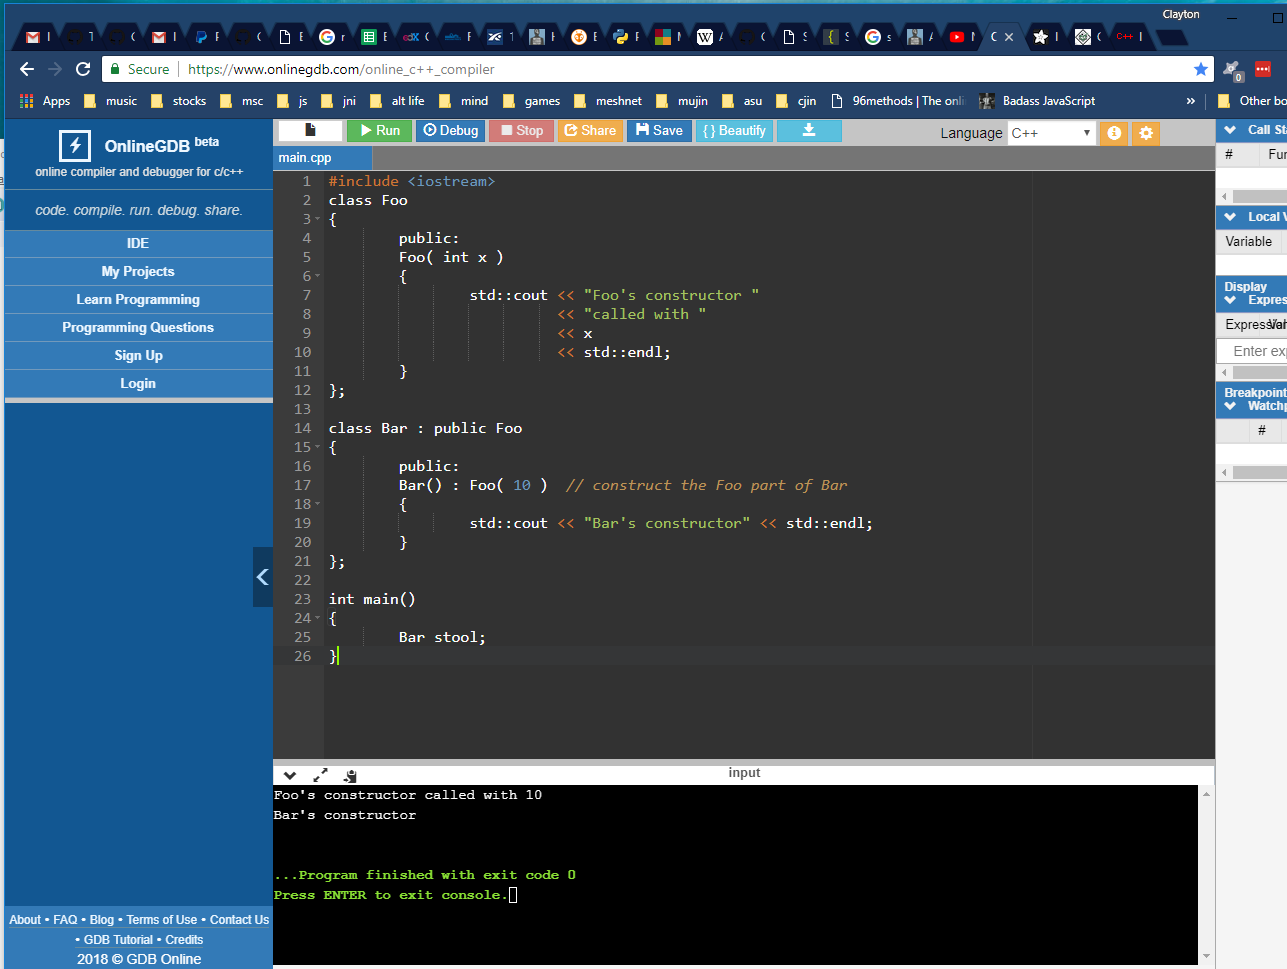 Clayton
Secure https://www.onlinegdb.com/online_c++_compiler
0
Apps music stocks msc js jni alt life mind games meshnet mujin asu cjin 96methods | The onli Badass JavaScript » Other bo
OnlineGDB beta
online compiler and debugger for c/c++
code. compile. run. debug. share.
IDE
My Projects
Learn Programming
Programming Questions
Sign Up
Login
About • FAQ • Blog • Terms of Use • Contact Us
• GDB Tutorial • Credits
2018 © GDB Online
Run Debug Stop Share Save { } Beautify Language C++
main.cpp
1 #include <iostream>
2 class Foo
3 {
4 public:
5 Foo( int x )
6 {
7 std::cout << "Foo's constructor "
8 << "called with "
9 << x
10 << std::endl;
11 }
12 };
13
14 class Bar : public Foo
15 {
16 public:
17 Bar() : Foo( 10 ) // construct the Foo part of Bar
18 {
19 std::cout << "Bar's constructor" << std::endl;
20 }
21 };
22
23 int main()
24 {
25 Bar stool;
26 }
input
Foo's constructor called with 10
Bar's constructor
...Program finished with exit code 0
Press ENTER to exit console.
Call Sta
# Fun
Local V
Variable
Display
Expres
Enter exp
Breakpoint
Watchp
#